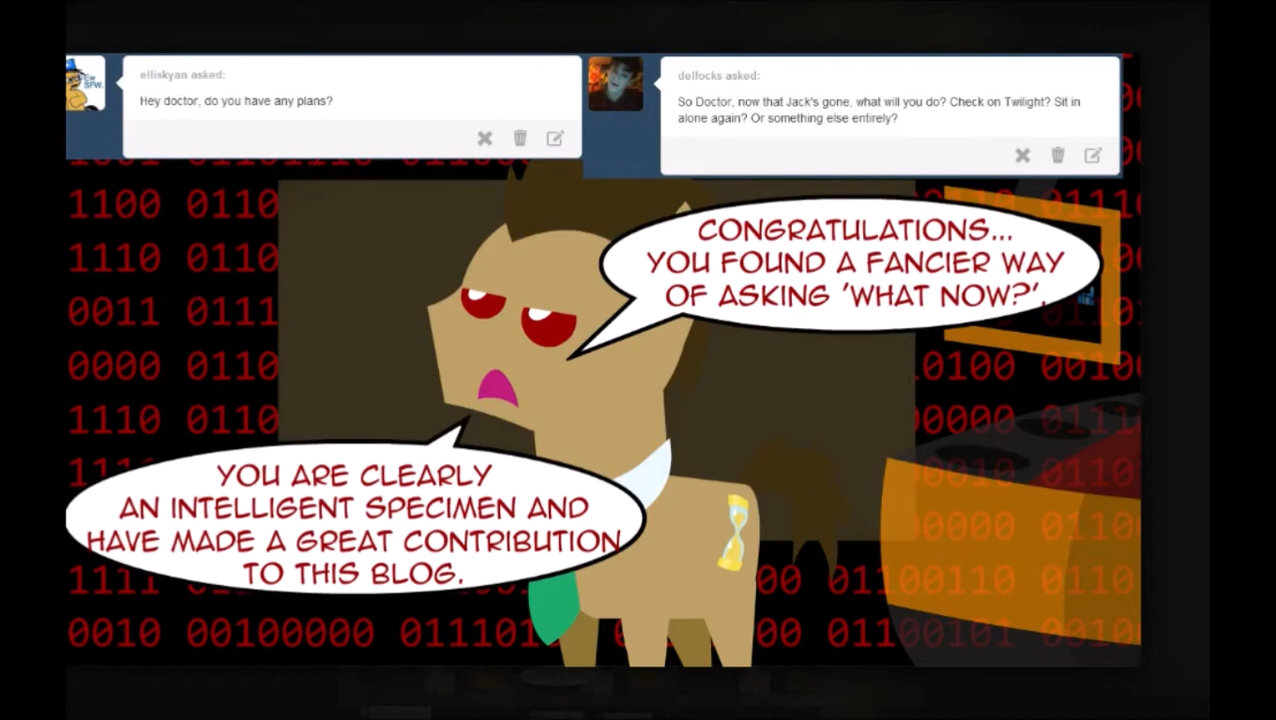 elliskyan asked:
Hey doctor, do you have any plans?
delfocks asked:
So Doctor, now that Jack's gone, what will you do? Check on Twilight? Sit in
alone again? Or something else entirely?
CONGRATULATIONS...
YOU FOUND A FANCIER WAY
OF ASKING 'WHAT NOW?'.
YOU ARE CLEARLY
AN INTELLIGENT SPECIMEN AND
HAVE MADE A GREAT CONTRIBUTION
TO THIS BLOG.
1100 0110
1110 0110
0011 0111
0000 0110
1110 0110
0010 00100000